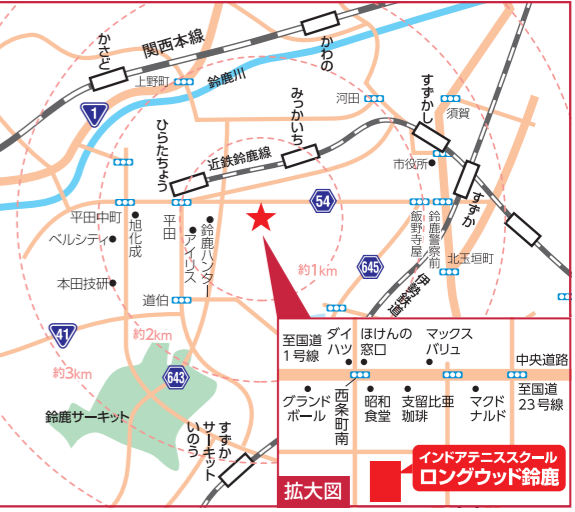 かさど
関西本線
かわの
上野町
鈴鹿川
1
河田
すずかし
須賀
みっかいち
ひらたちょう
近鉄鈴鹿線
市役所
すずか
54
平田中町
旭化成
平田
アイリス
鈴鹿ハンター
飯野寺屋
鈴鹿警察前
ベルシティ
北玉垣町
645
約1km
伊勢鉄道
本田技研
道伯
41
約2km
約3km
643
鈴鹿サーキット
すずか
サーキット
いのう
至国道
1号線
ダイ
ハツ
ほけんの
窓口
マックス
バリュ
中央道路
グランド
ボール
西条町南
昭和
食堂
支留比亜
珈琲
マクド
ナルド
至国道
23号線
インドアテニススクール
ロングウッド鈴鹿
拡大図